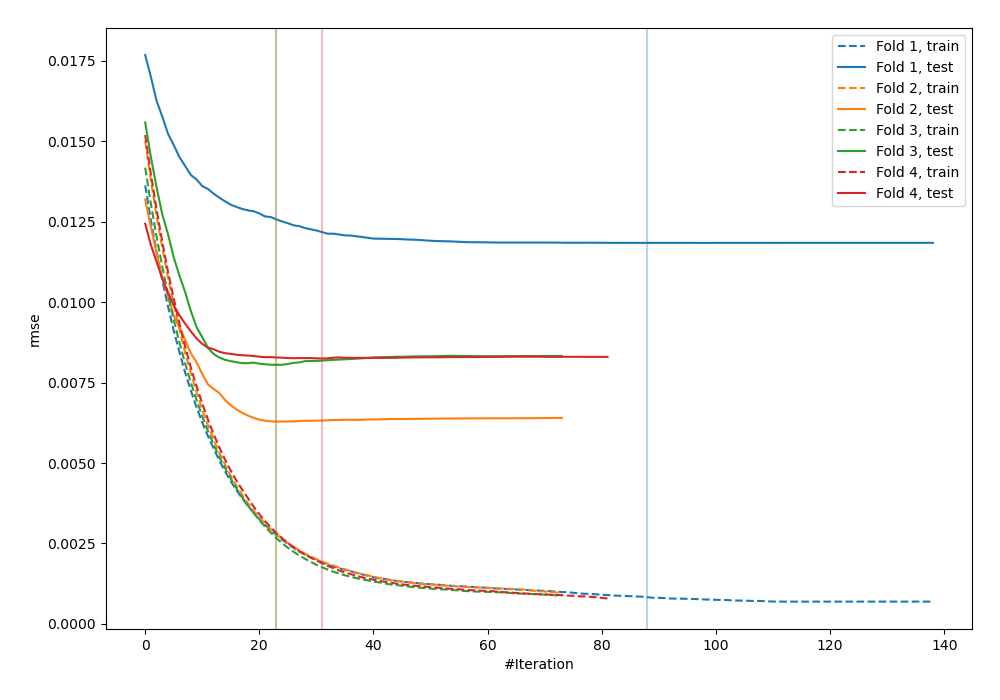 Fold 1, train
Fold 1, test
Fold 2, train
Fold 2, test
Fold 3, train
Fold 3, test
Fold 4, train
Fold 4, test
rmse
0.0175
0.0150
0.0125
0.0100
0.0075
0.0050
0.0025
0.0000
0 20 40 60 80 100 120 140
#Iteration